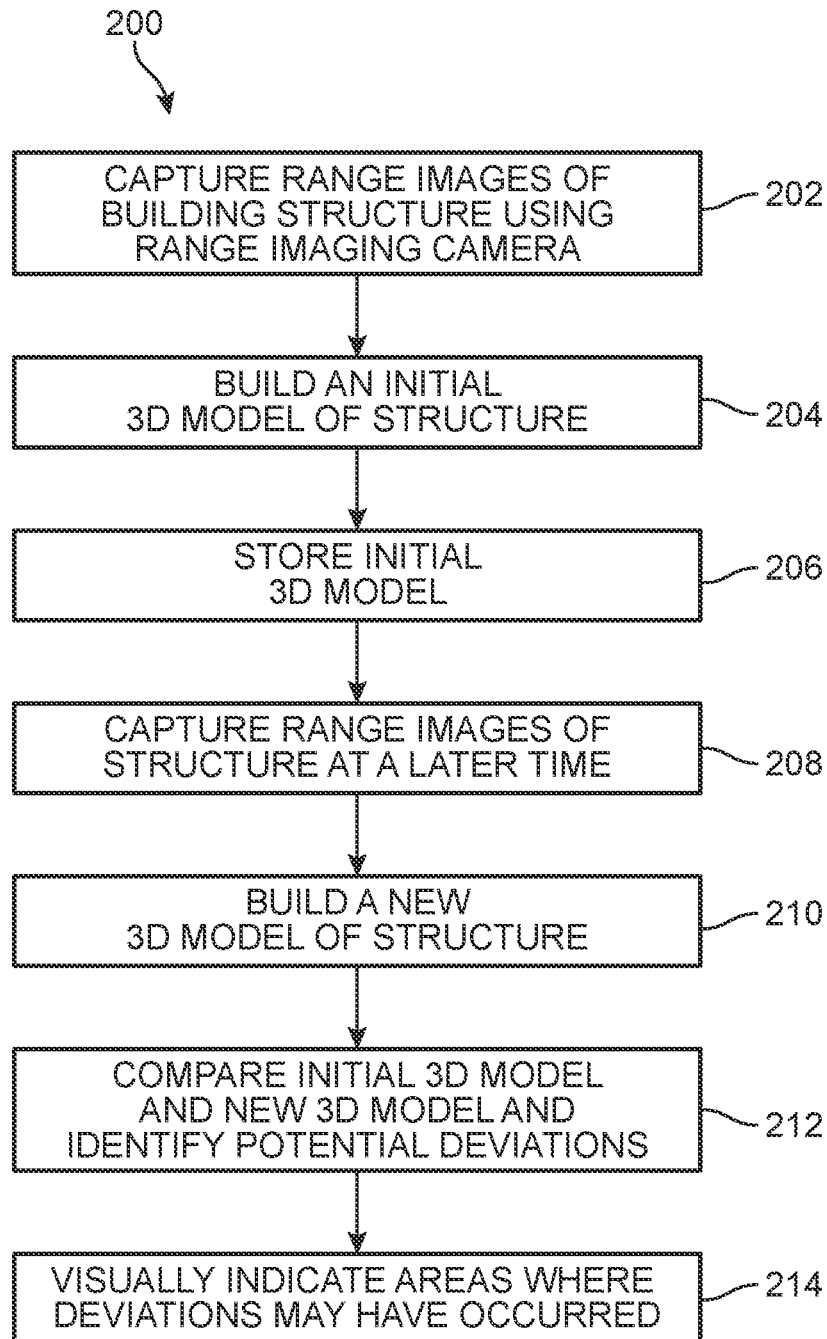 200
CAPTURE RANGE IMAGES OF
BUILDING STRUCTURE USING
RANGE IMAGING CAMERA
202
BUILD AN INITIAL
3D MODEL OF STRUCTURE
204
STORE INITIAL
3D MODEL
206
CAPTURE RANGE IMAGES OF
STRUCTURE AT A LATER TIME
208
BUILD A NEW
3D MODEL OF STRUCTURE
210
COMPARE INITIAL 3D MODEL
AND NEW 3D MODEL AND
IDENTIFY POTENTIAL DEVIATIONS
212
VISUALLY INDICATE AREAS WHERE
DEVIATIONS MAY HAVE OCCURRED
214